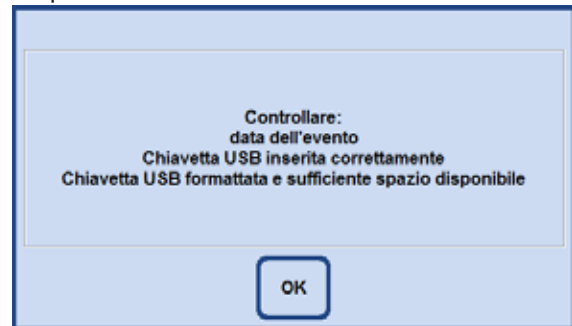 Controllare:
data dell'evento
Chiavetta USB inserita correttamente
Chiavetta USB formattata e sufficiente spazio disponibile
OK